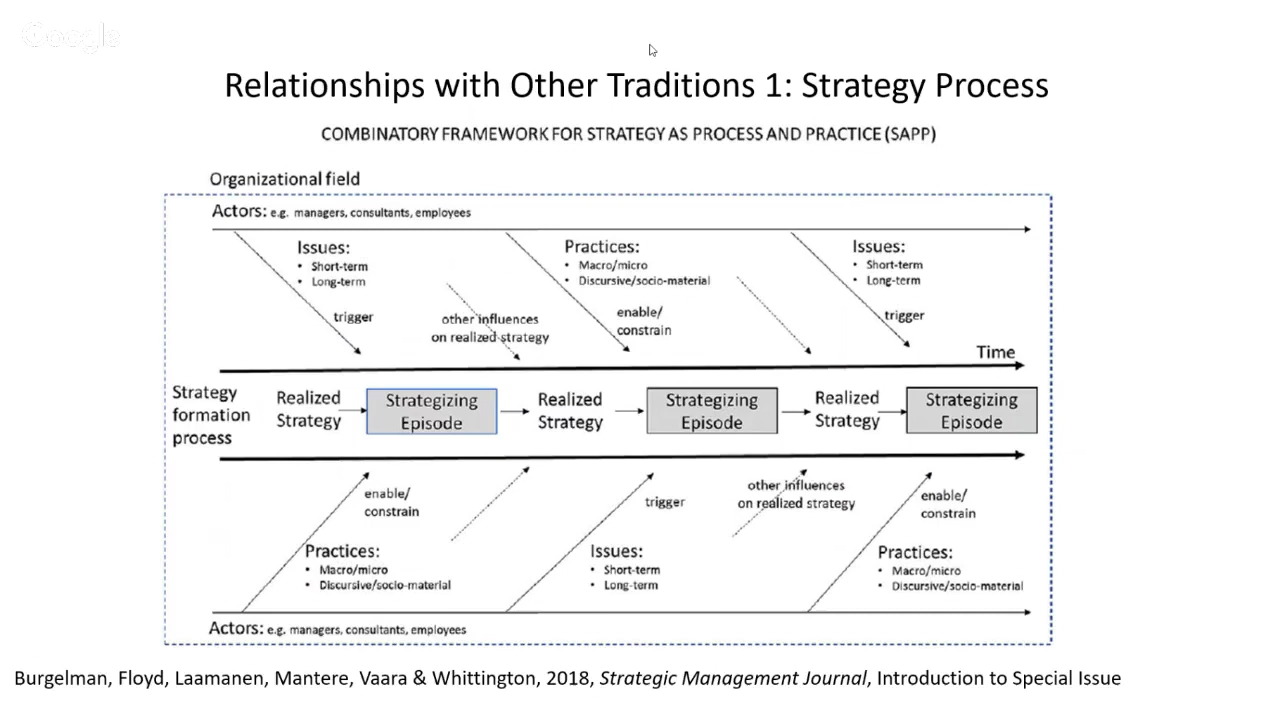 Google
Relationships with Other Traditions 1: Strategy Process
COMBINATORY FRAMEWORK FOR STRATEGY AS PROCESS AND PRACTICE (SAPP)
Organizational field
Actors: e.g. managers, consultants, employees
Issues:
• Short-term
• Long-term
trigger
other influences
on realized strategy
Practices:
• Macro/micro
• Discursive/socio-material
enable/
constrain
Issues:
• Short-term
• Long-term
trigger
Time
Strategy
formation
process
Realized
Strategy
Strategizing
Episode
Realized
Strategy
Strategizing
Episode
Realized
Strategy
Strategizing
Episode
enable/
constrain
Practices:
• Macro/micro
• Discursive/socio-material
trigger
Issues:
• Short-term
• Long-term
other influences
on realized strategy
enable/
constrain
Practices:
• Macro/micro
• Discursive/socio-material
Actors: e.g. managers, consultants, employees
Burgelman, Floyd, Laamanen, Mantere, Vaara & Whittington, 2018, Strategic Management Journal, Introduction to Special Issue